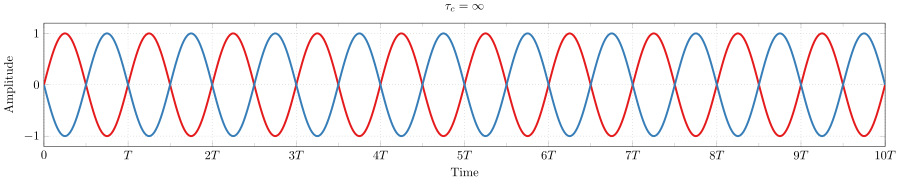 τc = ∞
Amplitude
1
0
−1
0 T 2T 3T 4T 5T 6T 7T 8T 9T 10T
Time